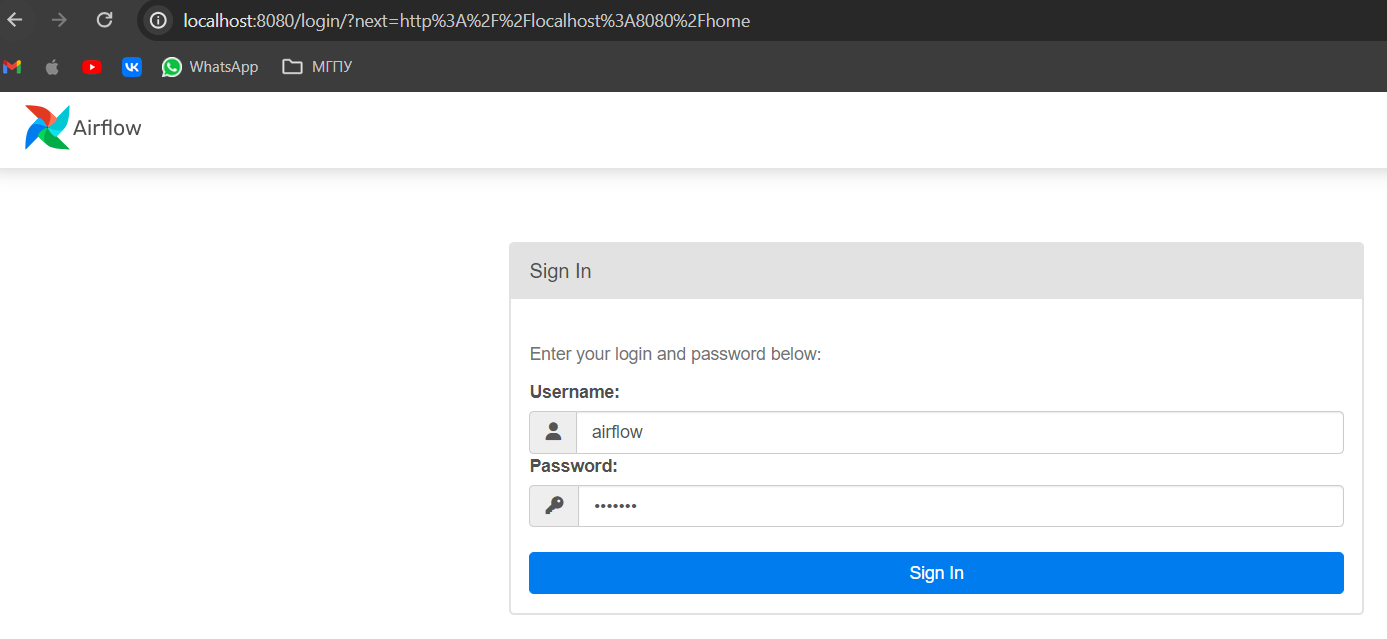 localhost:8080/login/?next=http%3A%2F%2Flocalhost%3A8080%2Fhome
WhatsApp МГПУ
Airflow
Sign In
Enter your login and password below:
Username:
airflow
Password:
•••••••
Sign In